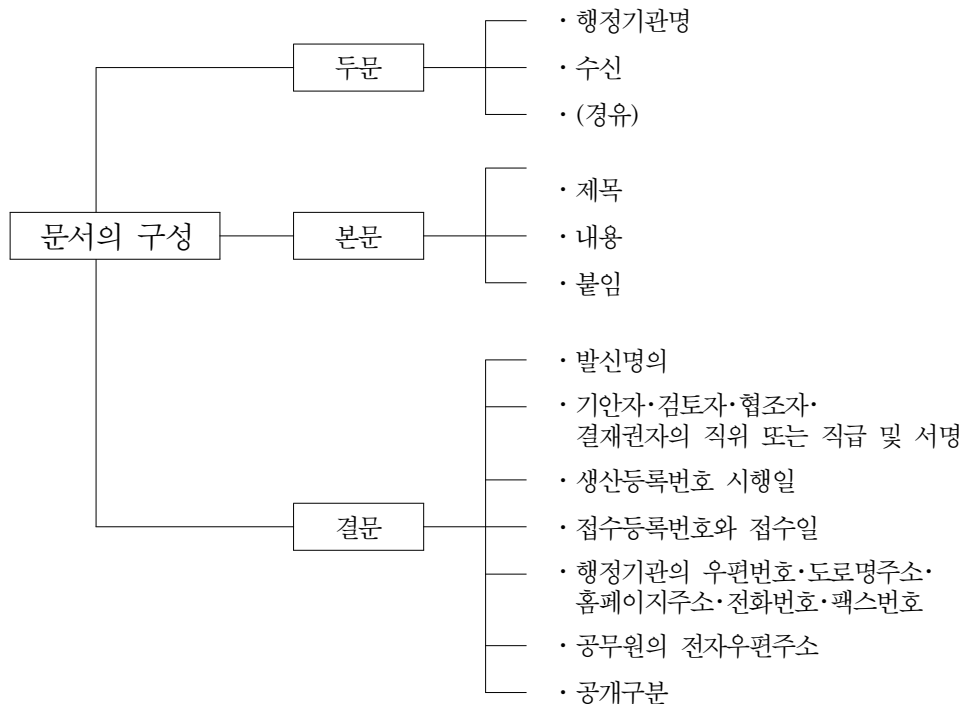 · 행정기관명
두문
· 수신
· (경유)
· 제목
문서의 구성
본문
· 내용
· 붙임
· 발신명의
· 기안자·검토자·협조자·
결재권자의 직위 또는 직급 및 서명
· 생산등록번호 시행일
결문
· 접수등록번호와 접수일
· 행정기관의 우편번호·도로명주소·
홈페이지주소·전화번호·팩스번호
· 공무원의 전자우편주소
· 공개구분